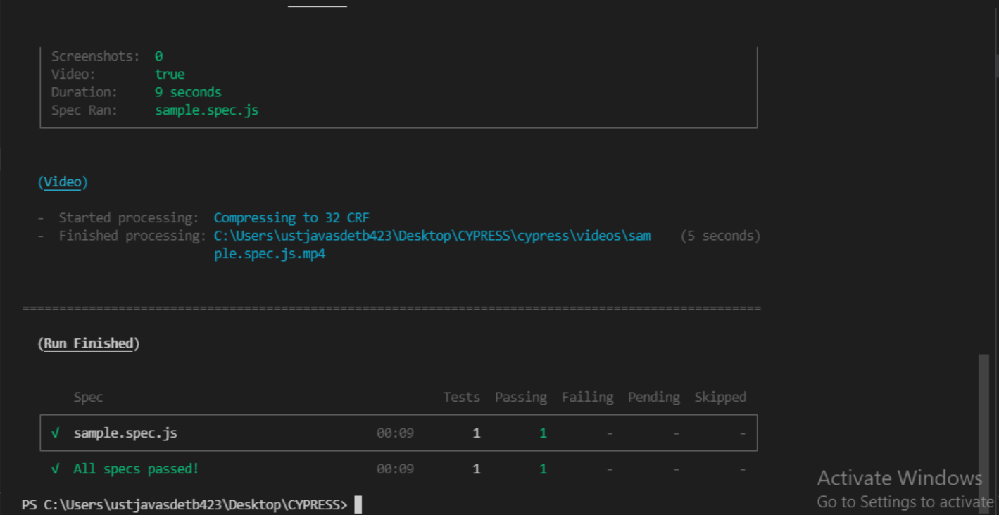 Screenshots: 0
Video: true
Duration: 9 seconds
Spec Ran: sample.spec.js
(Video)
- Started processing: Compressing to 32 CRF
- Finished processing: C:\Users\ustjavasdetb423\Desktop\CYPRESS\cypress\videos\sam (5 seconds)
ple.spec.js.mp4
====================================================================================================
(Run Finished)
Spec Tests Passing Failing Pending Skipped
√ sample.spec.js 00:09 1 1 - - -
√ All specs passed! 00:09 1 1 - - -
Activate Windows
Go to Settings to activate
PS C:\Users\ustjavasdetb423\Desktop\CYPRESS>